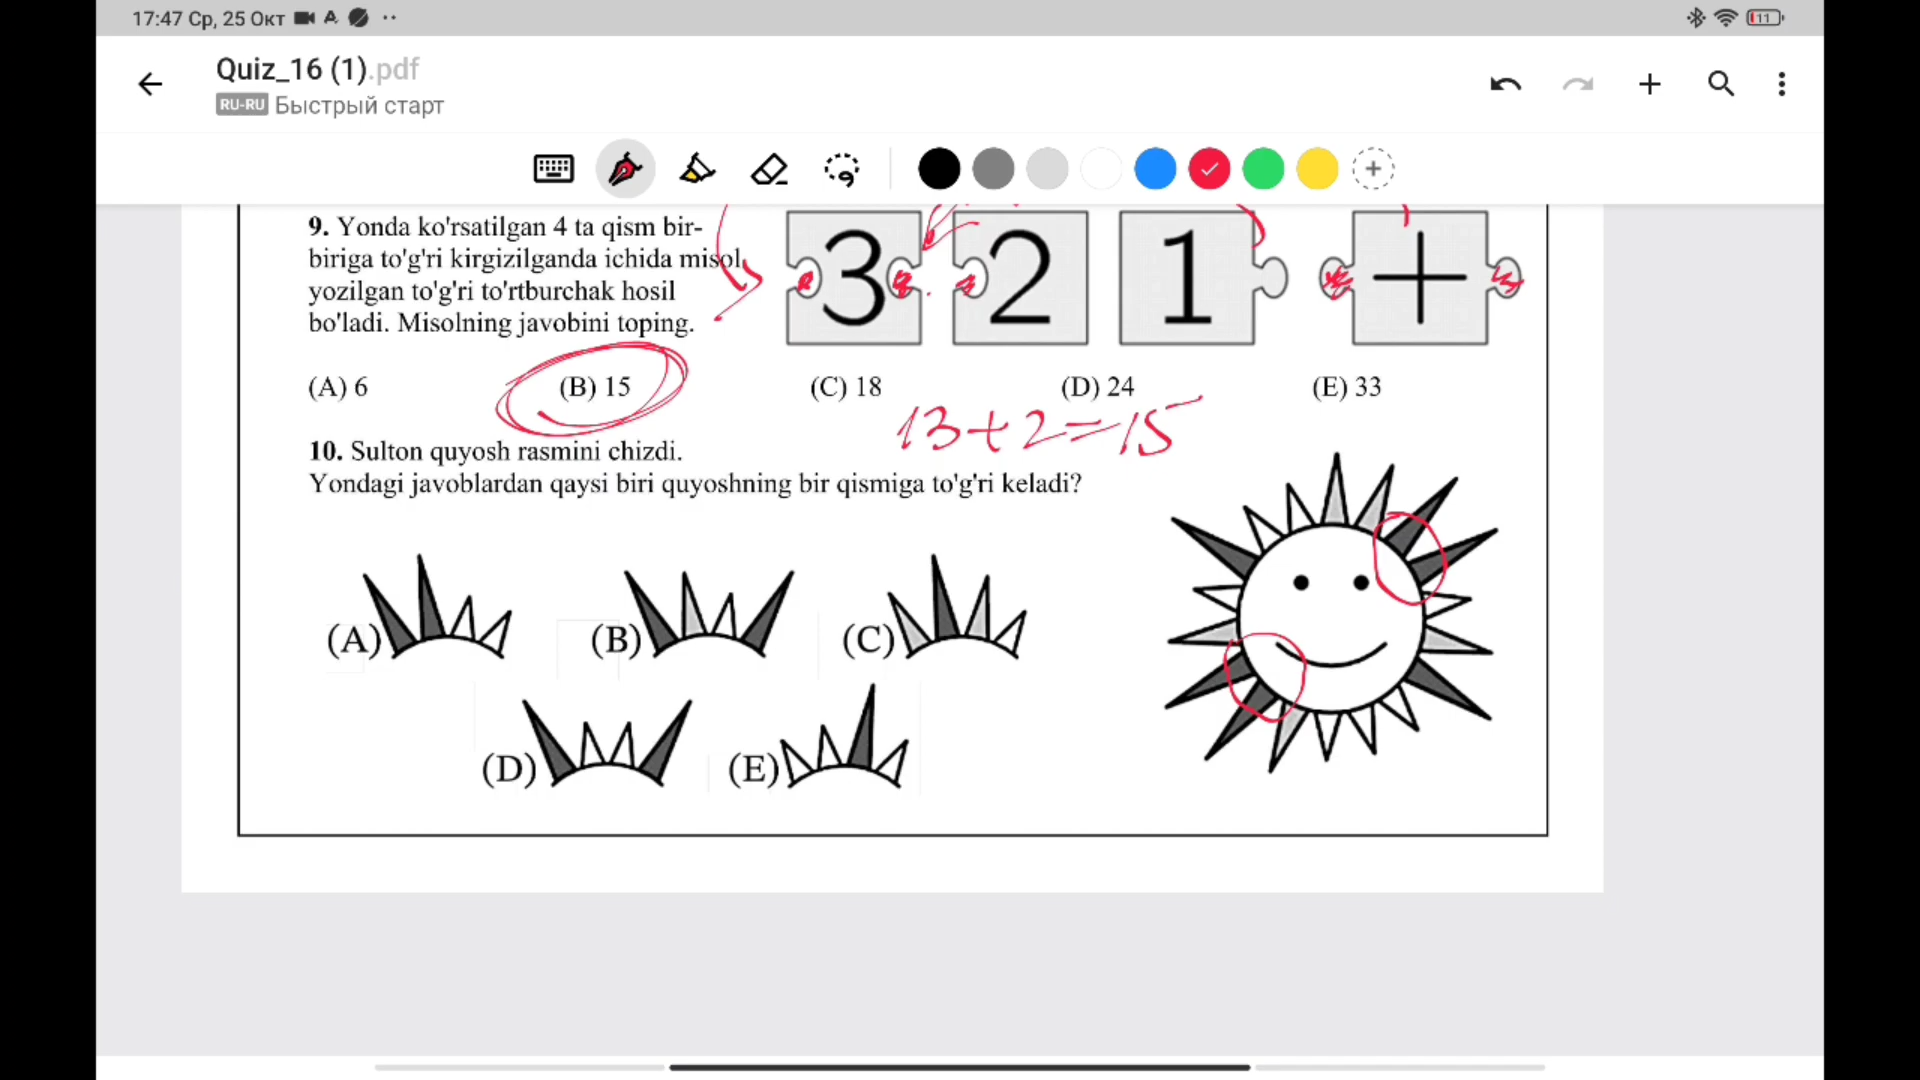 17:47 Ср, 25 Окт
11
Quiz_16 (1).pdf
RU-RU Быстрый старт
9. Yonda ko'rsatilgan 4 ta qism bir-
biriga to'g'ri kirgizilganda ichida misol
yozilgan to'g'ri to'rtburchak hosil
bo'ladi. Misolning javobini toping.
3 2 1 +
(A) 6 (B) 15 (C) 18 (D) 24 (E) 33
13+2=15
10. Sulton quyosh rasmini chizdi.
Yondagi javoblardan qaysi biri quyoshning bir qismiga to'g'ri keladi?
(A) (B) (C)
(D) (E)